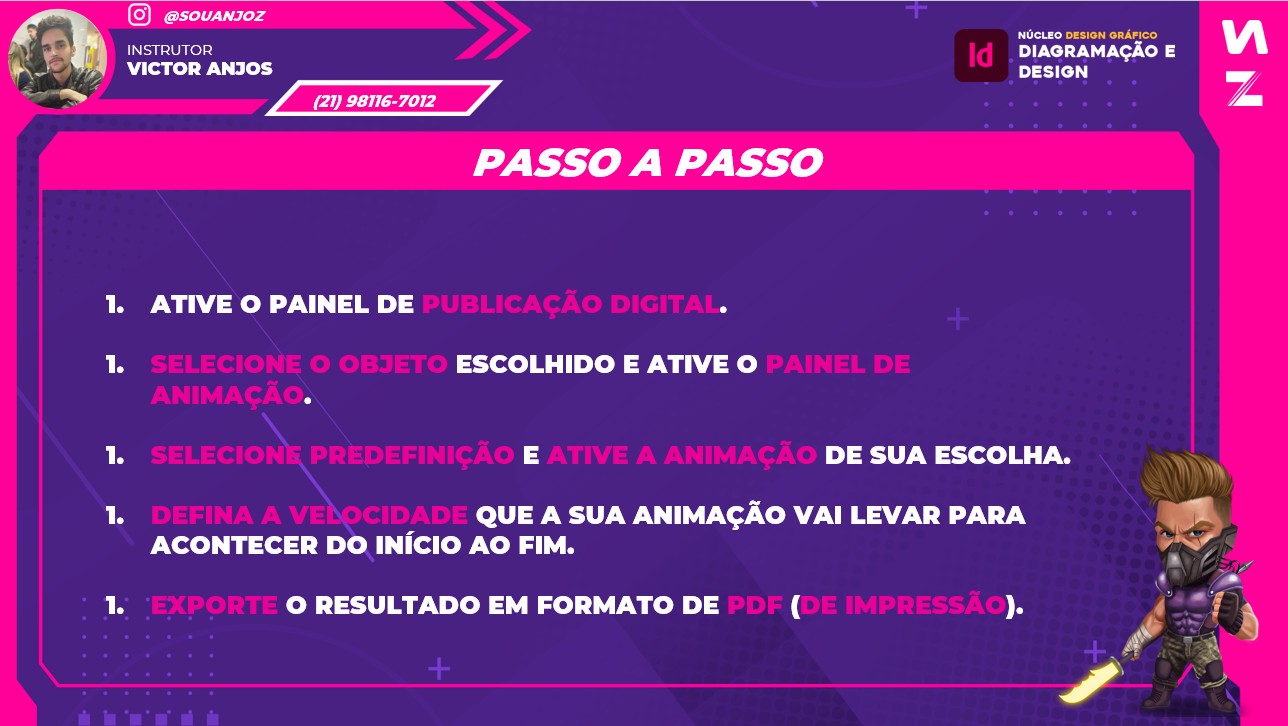 @SOUANJOZ
INSTRUTOR
VICTOR ANJOS
(21) 98116-7012
Id
NÚCLEO DESIGN GRÁFICO
DIAGRAMAÇÃO E
DESIGN
PASSO A PASSO
1. ATIVE O PAINEL DE PUBLICAÇÃO DIGITAL.
1. SELECIONE O OBJETO ESCOLHIDO E ATIVE O PAINEL DE
ANIMAÇÃO.
1. SELECIONE PREDEFINIÇÃO E ATIVE A ANIMAÇÃO DE SUA ESCOLHA.
1. DEFINA A VELOCIDADE QUE A SUA ANIMAÇÃO VAI LEVAR PARA
ACONTECER DO INÍCIO AO FIM.
1. EXPORTE O RESULTADO EM FORMATO DE PDF (DE IMPRESSÃO).